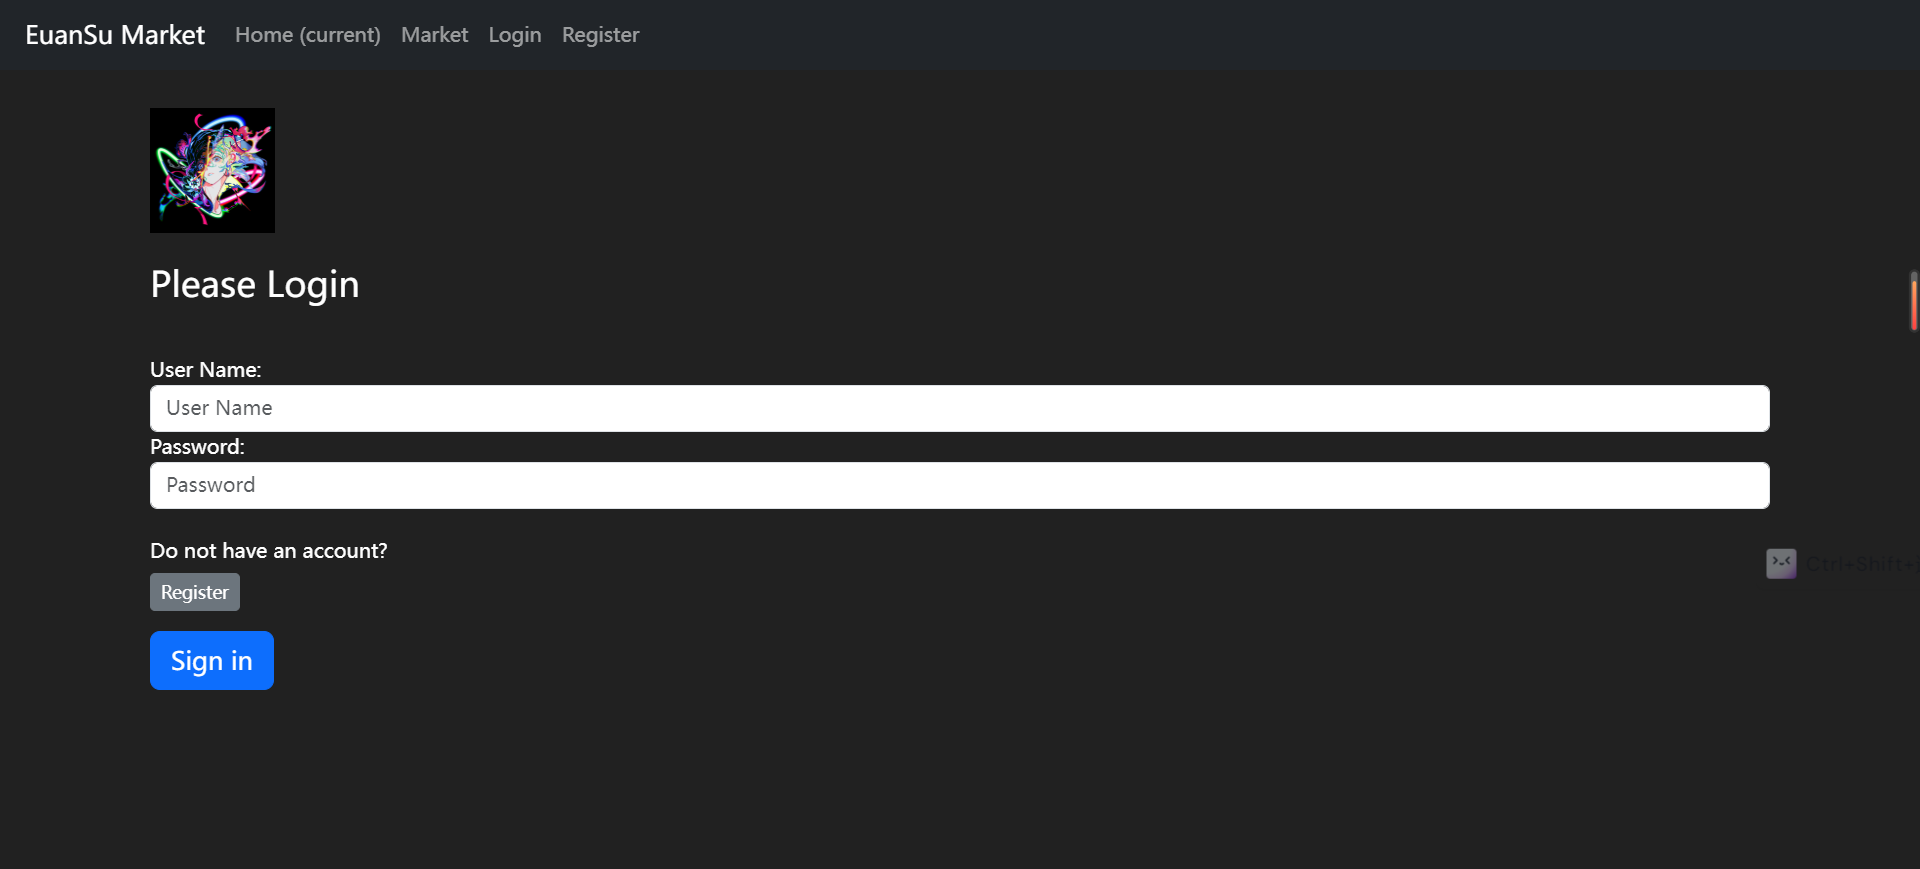 EuanSu Market Home (current) Market Login Register
Please Login
User Name:
User Name
Password:
Password
Do not have an account?
Register
Ctrl+Shift+
Sign in